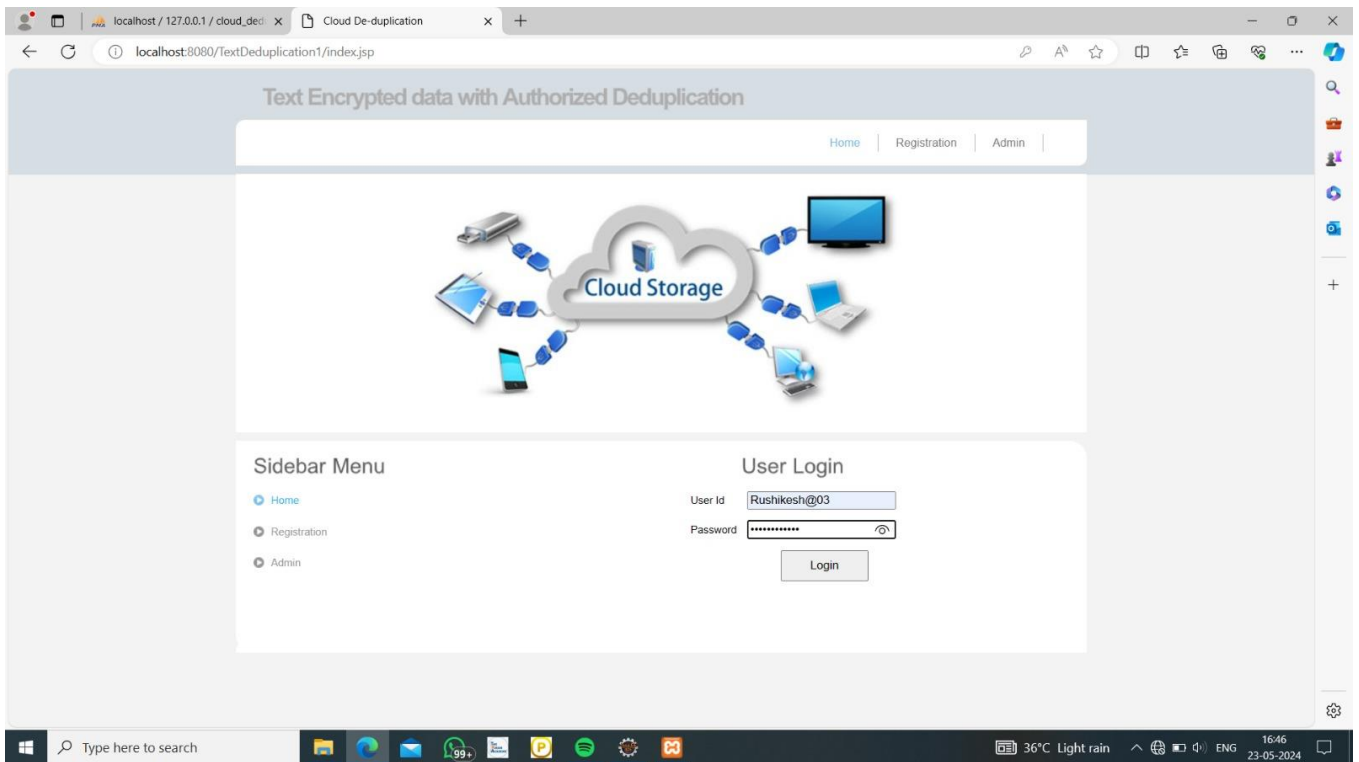 localhost / 127.0.0.1 / cloud_ded
Cloud De-duplication
localhost:8080/TextDeduplication1/index.jsp
Text Encrypted data with Authorized Deduplication
Home Registration Admin
Cloud Storage
Sidebar Menu
Home
Registration
Admin
User Login
User Id Rushikesh@03
Password ••••••••••••
Login
Type here to search
99+
36°C Light rain
ENG
16:46
23-05-2024